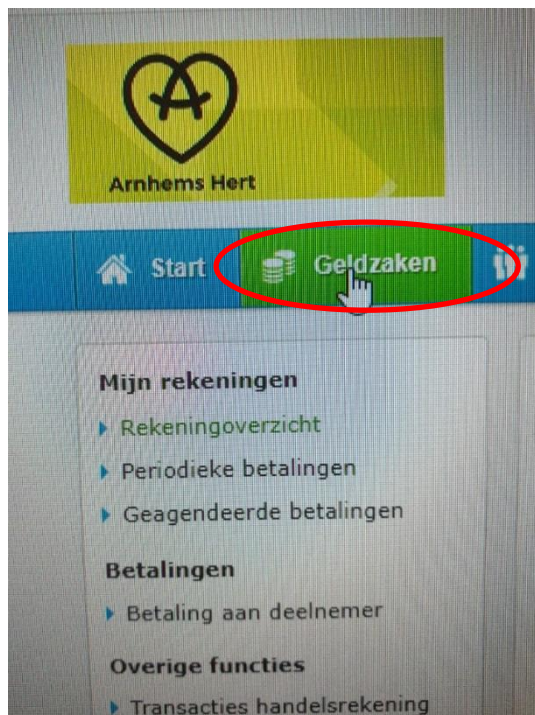 Arnhems Hert
Start
Geldzaken
Mijn rekeningen
Rekeningoverzicht
Periodieke betalingen
Geagendeerde betalingen
Betalingen
Betaling aan deelnemer
Overige functies
Transacties handelsrekening